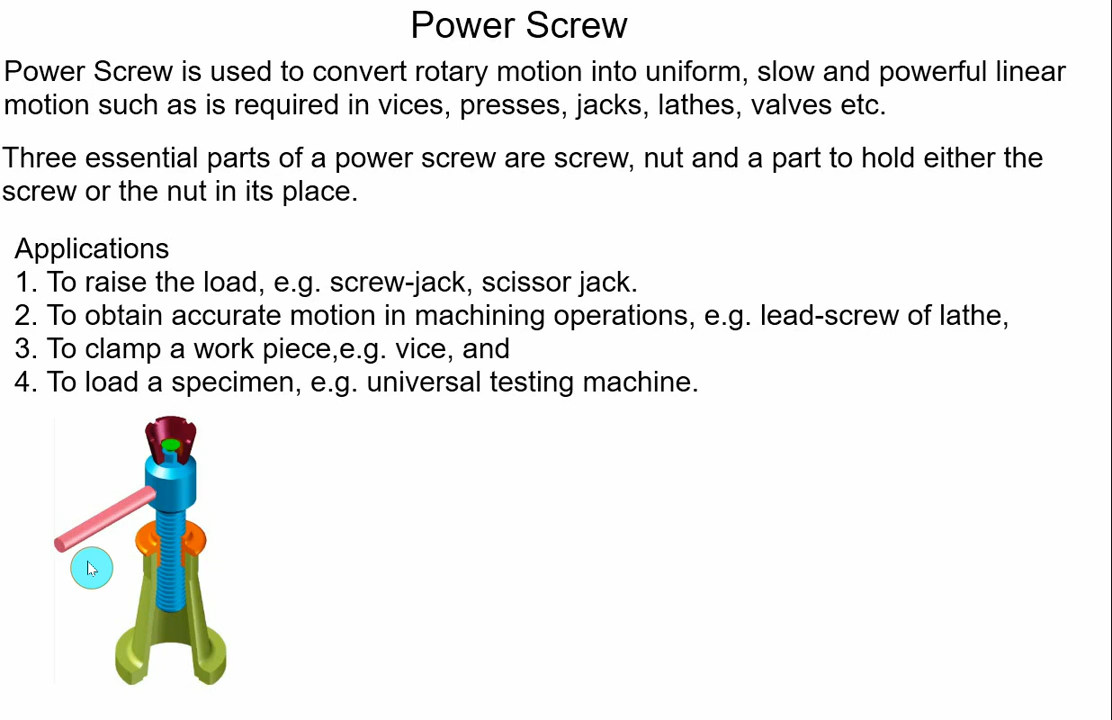 Power Screw
Power Screw is used to convert rotary motion into uniform, slow and powerful linear
motion such as is required in vices, presses, jacks, lathes, valves etc.
Three essential parts of a power screw are screw, nut and a part to hold either the
screw or the nut in its place.
Applications
1. To raise the load, e.g. screw-jack, scissor jack.
2. To obtain accurate motion in machining operations, e.g. lead-screw of lathe,
3. To clamp a work piece,e.g. vice, and
4. To load a specimen, e.g. universal testing machine.